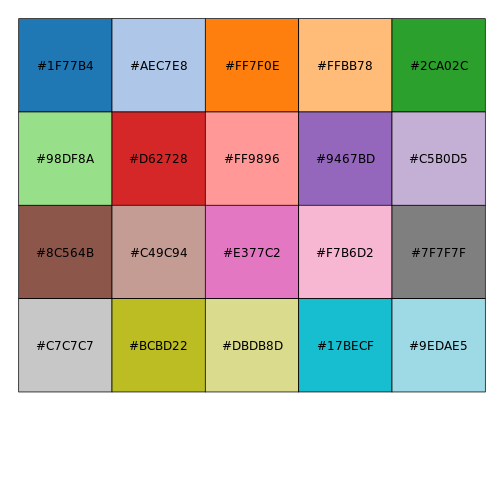 #1F77B4 #AEC7E8 #FF7F0E #FFBB78 #2CA02C
#98DF8A #D62728 #FF9896 #9467BD #C5B0D5
#8C564B #C49C94 #E377C2 #F7B6D2 #7F7F7F
#C7C7C7 #BCBD22 #DBDB8D #17BECF #9EDAE5